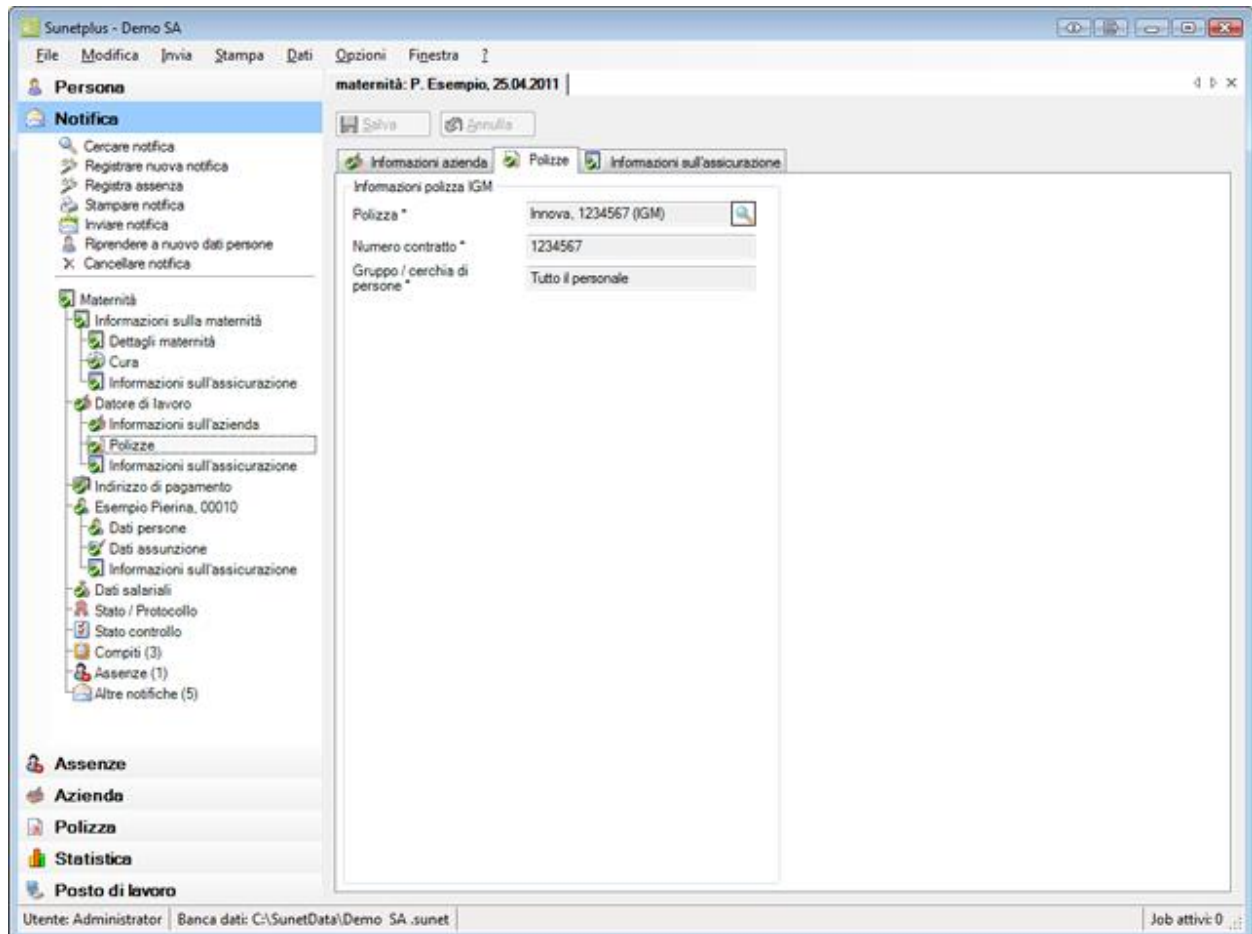 Sunetplus - Demo SA
File Modifica Invia Stampa Dati Opzioni Finestra ?
Persona
Notifica
Cercare notifica
Registrare nuova notifica
Registra assenza
Stampare notifica
Inviare notifica
Riprendere a nuovo dati persone
Cancellare notifica
Maternità
Informazioni sulla maternità
Dettagli maternità
Cura
Informazioni sull'assicurazione
Datore di lavoro
Informazioni sull'azienda
Polizze
Informazioni sull'assicurazione
Indirizzo di pagamento
Esempio Pierina, 00010
Dati persone
Dati assunzione
Informazioni sull'assicurazione
Dati salariali
Stato / Protocollo
Stato controllo
Compiti (3)
Assenze (1)
Altre notifiche (5)
Assenze
Azienda
Polizza
Statistica
Posto di lavoro
maternità: P. Esempio, 25.04.2011
Salva Annulla
Informazioni azienda Polizze Informazioni sull'assicurazione
Informazioni polizza IGM
Polizza * Innova, 1234567 (IGM)
Numero contratto * 1234567
Gruppo / cerchia di
persone * Tutto il personale
Utente: Administrator Banca dati: C:\SunetData\Demo SA .sunet Job attivi: 0